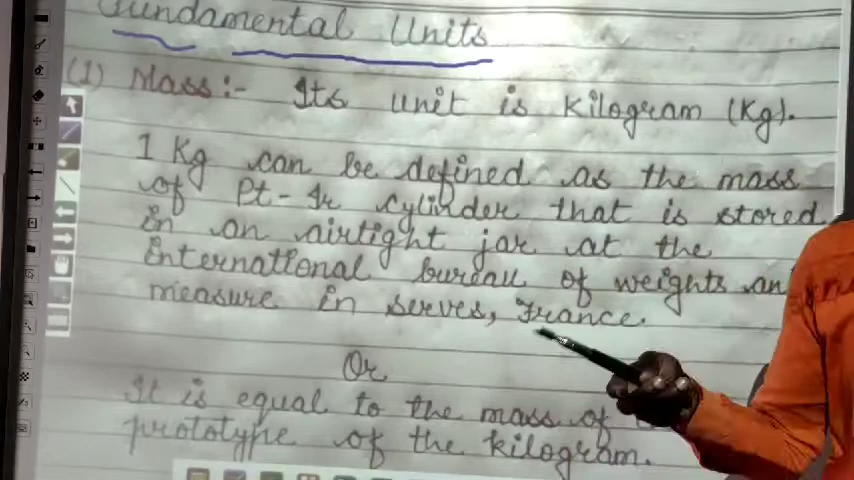 Fundamental Units
(1) Mass:- Its unit is kilogram (Kg).
1 Kg can be defined as the mass
of Pt-Ir cylinder that is stored
in an airtight jar at the
international bureau of weights an
measure in serves, France.
Or
It is equal to the mass of
prototype of the kilogram.